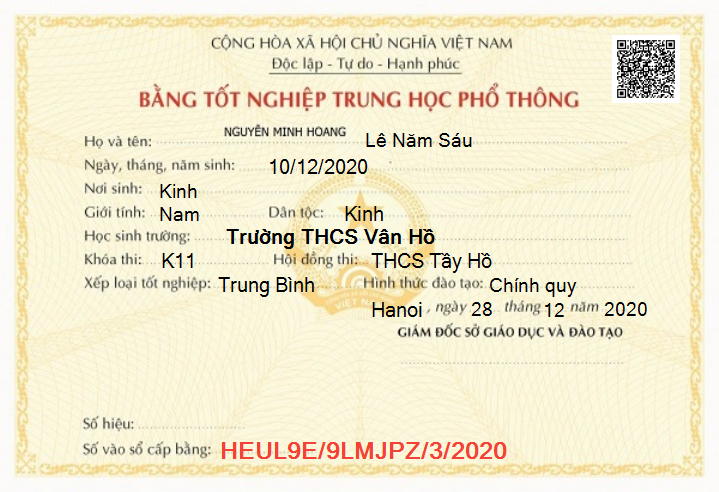 CỘNG HÒA XÃ HỘI CHỦ NGHĨA VIỆT NAM
Độc lập - Tự do - Hạnh phúc
BẰNG TỐT NGHIỆP TRUNG HỌC PHỔ THÔNG
Họ và tên: NGUYỄN MINH HOANG Lê Năm Sáu
Ngày, tháng, năm sinh: 10/12/2020
Nơi sinh: Kinh
Giới tính: Nam Dân tộc: Kinh
Học sinh trường: Trường THCS Vân Hồ
Khóa thi: K11 Hội đồng thi: THCS Tây Hồ
Xếp loại tốt nghiệp: Trung Bình Hình thức đào tạo: Chính quy
Hanoi, ngày 28 tháng 12 năm 2020
GIÁM ĐỐC SỞ GIÁO DỤC VÀ ĐÀO TẠO
VIỆT NAM
Số hiệu:
Số vào sổ cấp bằng: HEUL9E/9LMJPZ/3/2020